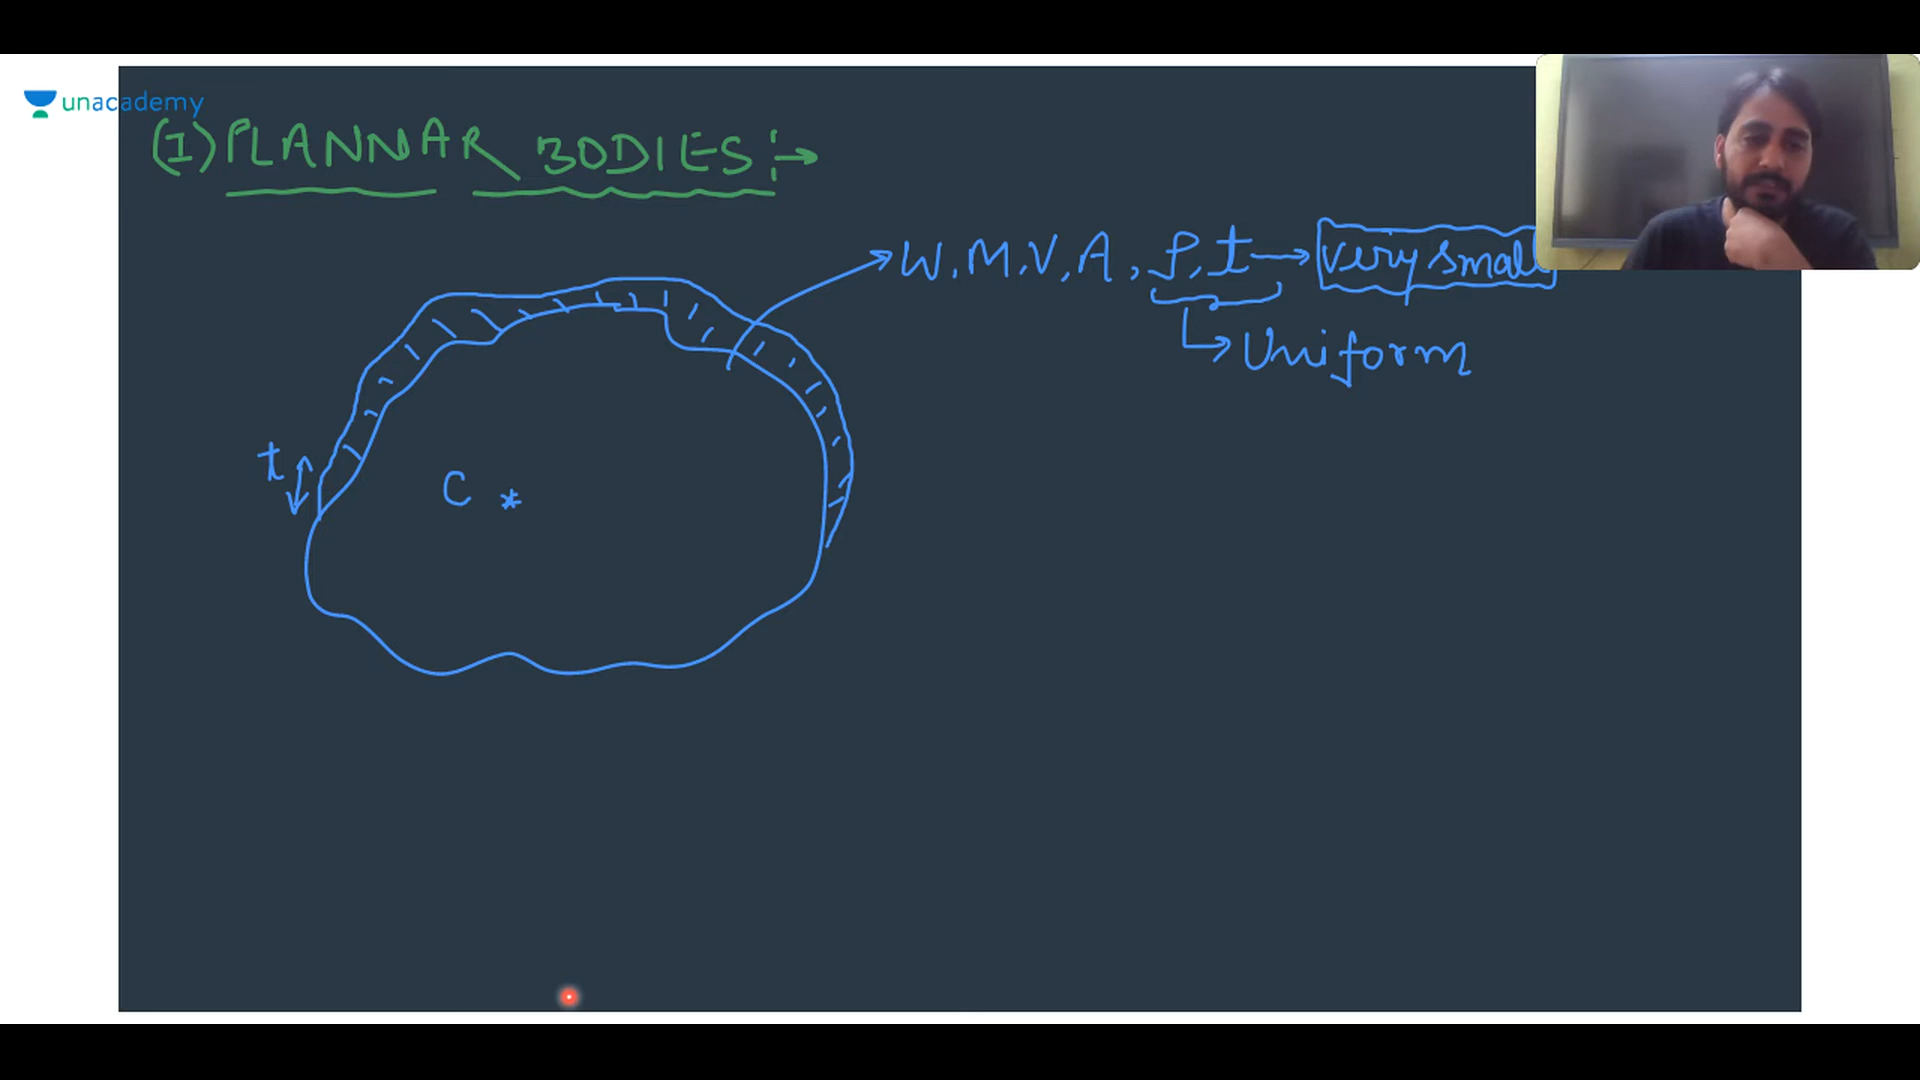 unacademy
(1) PLANNAR BODIES :→
→ W, M, V, A, ρ, t → very small
↳ Uniform
t
C *